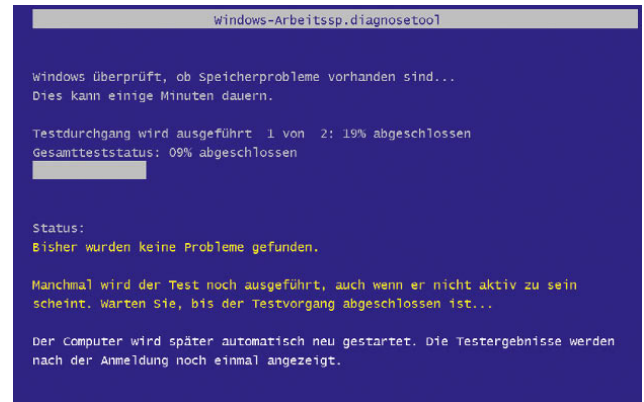 Windows-Arbeitssp.diagnosetool
Windows überprüft, ob Speicherprobleme vorhanden sind...
Dies kann einige Minuten dauern.
Testdurchgang wird ausgeführt 1 von 2: 19% abgeschlossen
Gesamtteststatus: 09% abgeschlossen
Status:
Bisher wurden keine Probleme gefunden.
Manchmal wird der Test noch ausgeführt, auch wenn er nicht aktiv zu sein
scheint. Warten Sie, bis der Testvorgang abgeschlossen ist...
Der Computer wird später automatisch neu gestartet. Die Testergebnisse werden
nach der Anmeldung noch einmal angezeigt.